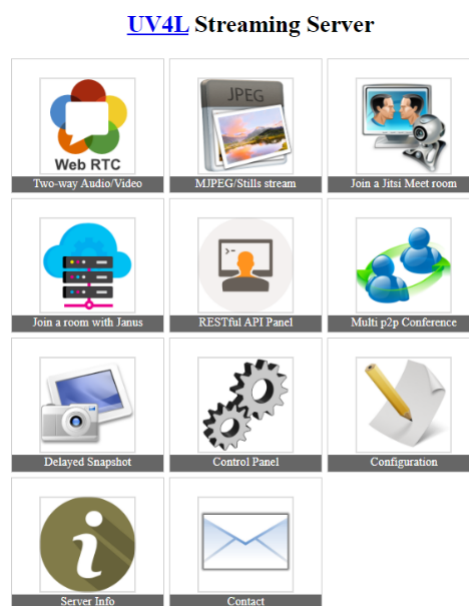 UV4L Streaming Server
Web RTC
Two-way Audio/Video
JPEG
MJPEG/Stills stream
Join a Jitsi Meet room
Join a room with Janus
>-
RESTful API Panel
Multi p2p Conference
Delayed Snapshot
Control Panel
Configuration
i
Server Info
Contact